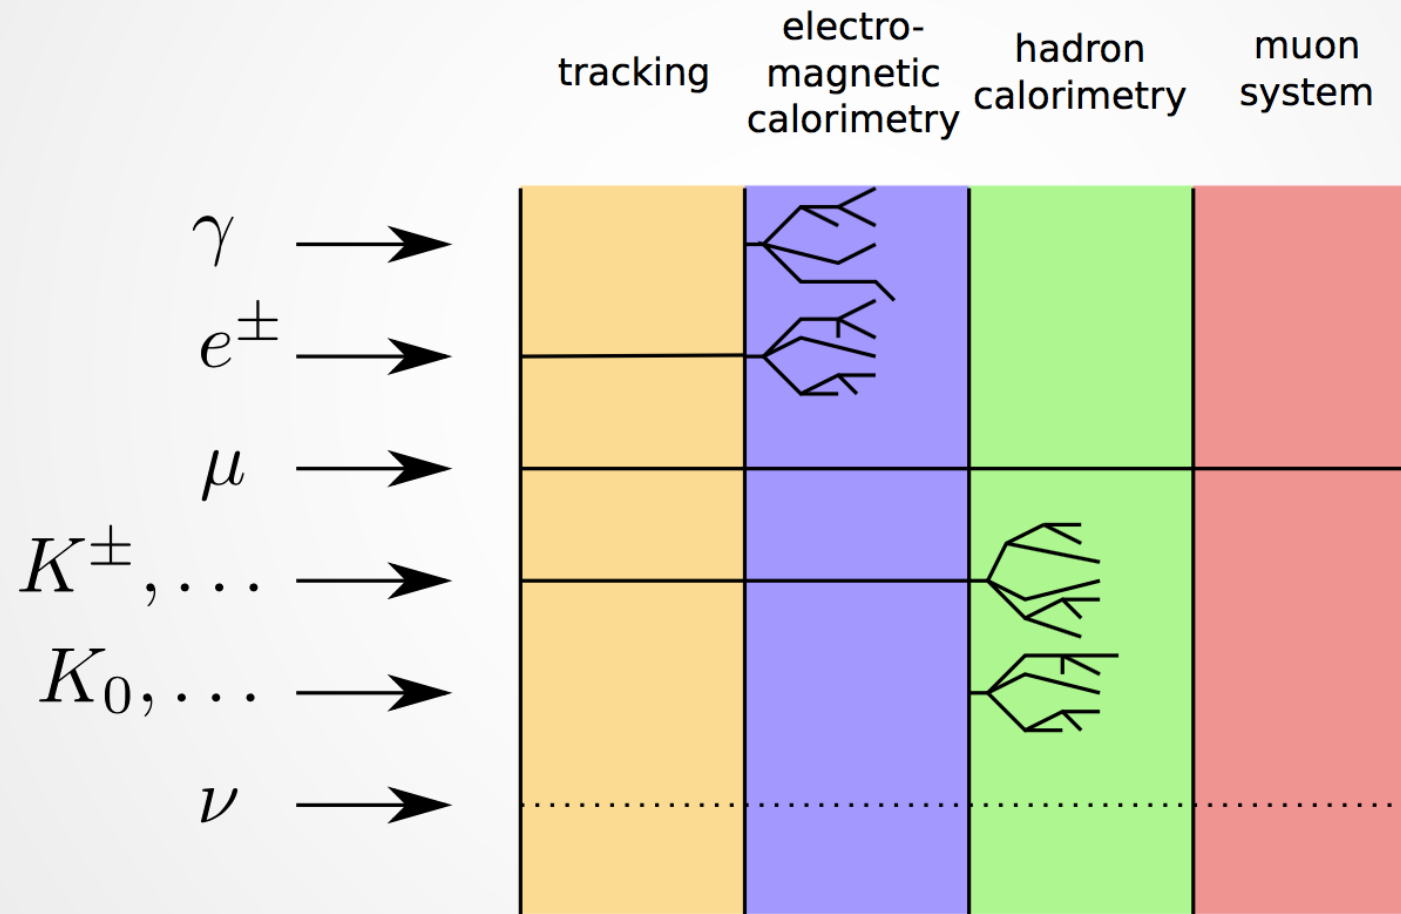 tracking
electro-
magnetic
calorimetry
hadron
calorimetry
muon
system
γ
e±
μ
K±, ...
K₀, ...
ν